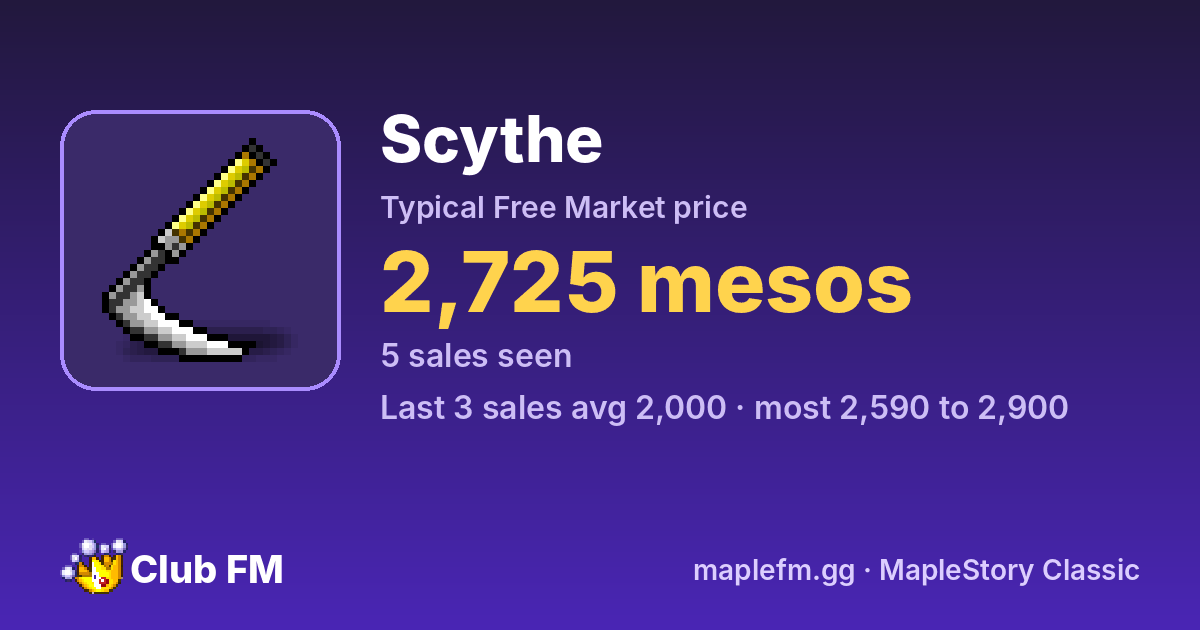 Scythe
Typical Free Market price
2,725 mesos
5 sales seen
Last 3 sales avg 2,000 · most 2,590 to 2,900
Club FM
maplefm.gg · MapleStory Classic